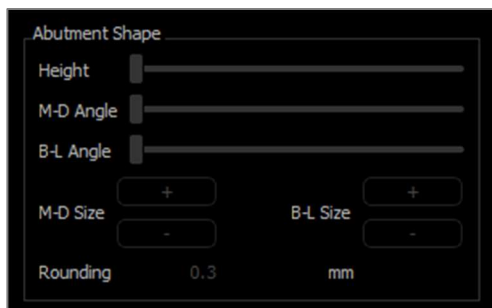 Abutment Shape
Height
M-D Angle
B-L Angle
M-D Size + - B-L Size + -
Rounding 0.3 mm